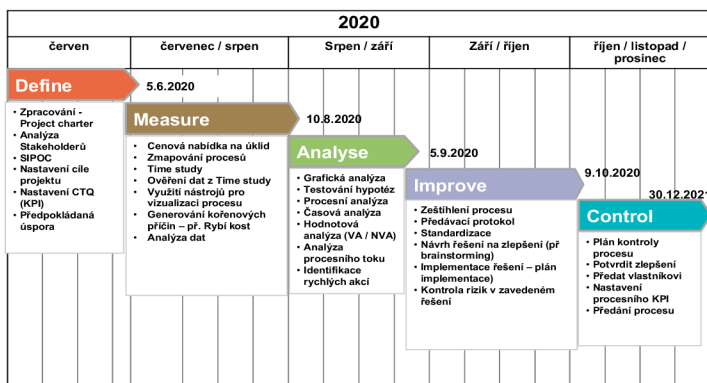 2020
červen
červenec / srpen
Srpen / září
Září / říjen
říjen / listopad /
prosinec
Define
5.6.2020
• Zpracování -
Project charter
• Analýza
Stakeholderů
• SIPOC
• Nastavení cíle
projektu
• Nastavení CTQ
(KPI)
• Předpokládaná
úspora
Measure
10.8.2020
• Cenová nabídka na úklid
• Zmapování procesů
• Time study
• Ověření dat z Time study
• Využití nástrojů pro
vizualizaci procesu
• Generování kořenových
příčin – př. Rybí kost
• Analýza dat
Analyse
5.9.2020
• Grafická analýza
• Testování hypotéz
• Procesní analýza
• Časová analýza
• Hodnotová
analýza (VA / NVA)
• Analýza
procesního toku
• Identifikace
rychlých akcí
Improve
9.10.2020
• Zeštíhlení procesu
• Předávací protokol
• Standardizace
• Návrh řešení na zlepšení (př
brainstorming)
• Implementace řešení – plán
implementace)
• Kontrola rizik v zavedeném
řešení
30.12.2021
Control
• Plán kontroly
procesu
• Potvrdit zlepšení
• Předat vlastníkovi
• Nastavení
procesního KPI
• Předání procesu